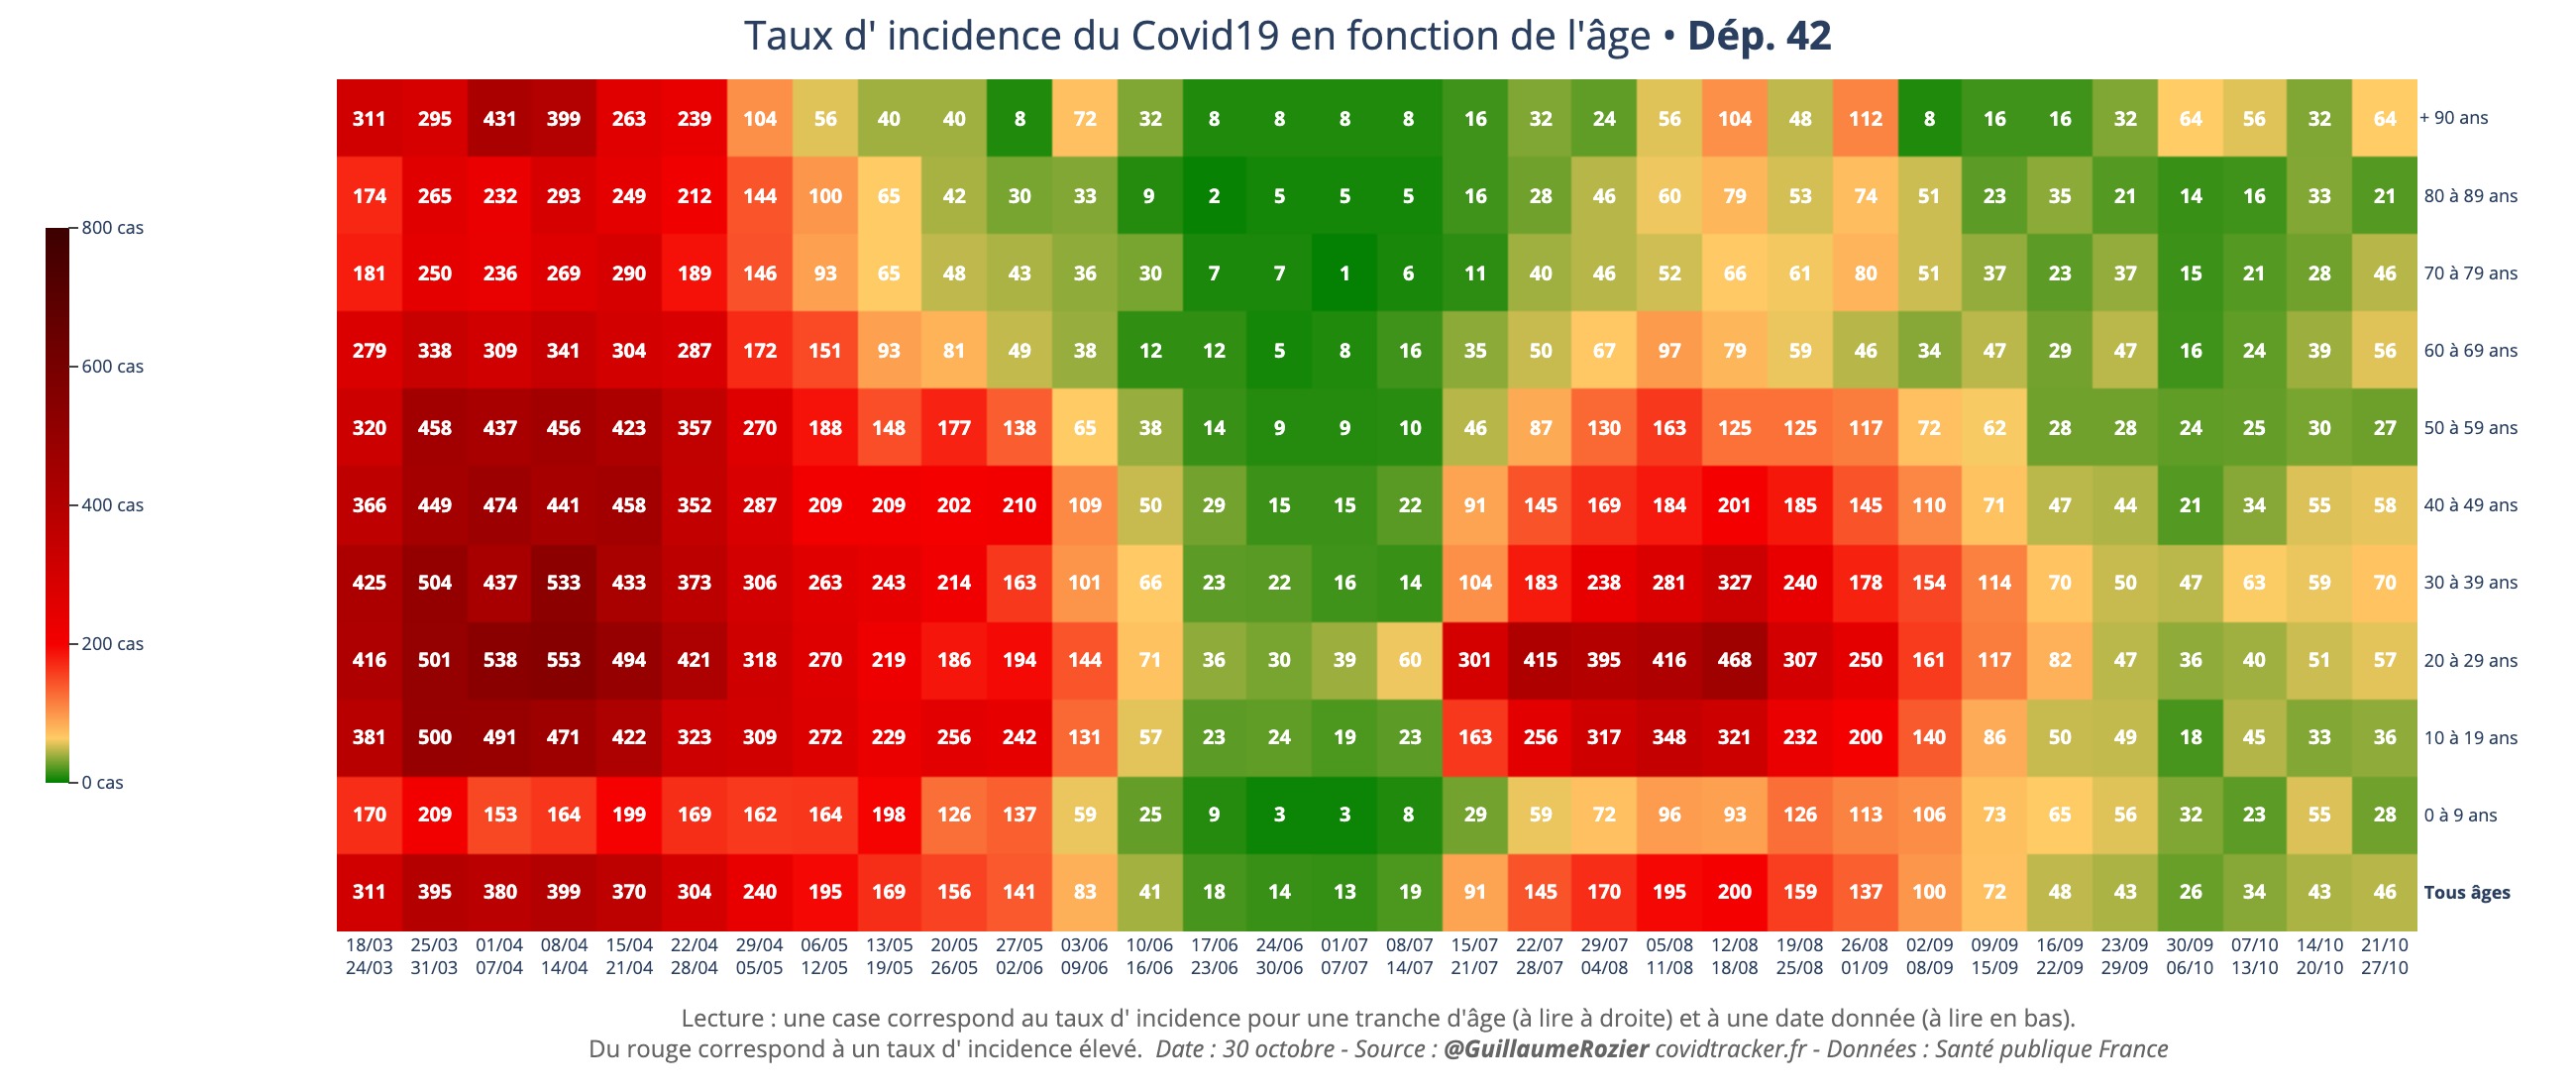 Taux d' incidence du Covid19 en fonction de l'âge • Dép. 42
800 cas
600 cas
400 cas
200 cas
0 cas
311 295 431 399 263 239 104 56 40 40 8 72 32 8 8 8 8 16 32 24 56 104 48 112 8 16 16 32 64 56 32 64 + 90 ans
174 265 232 293 249 212 144 100 65 42 30 33 9 2 5 5 5 16 28 46 60 79 53 74 51 23 35 21 14 16 33 21 80 à 89 ans
181 250 236 269 290 189 146 93 65 48 43 36 30 7 7 1 6 11 40 46 52 66 61 80 51 37 23 37 15 21 28 46 70 à 79 ans
279 338 309 341 304 287 172 151 93 81 49 38 12 12 5 8 16 35 50 67 97 79 59 46 34 47 29 47 16 24 39 56 60 à 69 ans
320 458 437 456 423 357 270 188 148 177 138 65 38 14 9 9 10 46 87 130 163 125 125 117 72 62 28 28 24 25 30 27 50 à 59 ans
366 449 474 441 458 352 287 209 209 202 210 109 50 29 15 15 22 91 145 169 184 201 185 145 110 71 47 44 21 34 55 58 40 à 49 ans
425 504 437 533 433 373 306 263 243 214 163 101 66 23 22 16 14 104 183 238 281 327 240 178 154 114 70 50 47 63 59 70 30 à 39 ans
416 501 538 553 494 421 318 270 219 186 194 144 71 36 30 39 60 301 415 395 416 468 307 250 161 117 82 47 36 40 51 57 20 à 29 ans
381 500 491 471 422 323 309 272 229 256 242 131 57 23 24 19 23 163 256 317 348 321 232 200 140 86 50 49 18 45 33 36 10 à 19 ans
170 209 153 164 199 169 162 164 198 126 137 59 25 9 3 3 8 29 59 72 96 93 126 113 106 73 65 56 32 23 55 28 0 à 9 ans
311 395 380 399 370 304 240 195 169 156 141 83 41 18 14 13 19 91 145 170 195 200 159 137 100 72 48 43 26 34 43 46 Tous âges
18/03 25/03 01/04 08/04 15/04 22/04 29/04 06/05 13/05 20/05 27/05 03/06 10/06 17/06 24/06 01/07 08/07 15/07 22/07 29/07 05/08 12/08 19/08 26/08 02/09 09/09 16/09 23/09 30/09 07/10 14/10 21/10
24/03 31/03 07/04 14/04 21/04 28/04 05/05 12/05 19/05 26/05 02/06 09/06 16/06 23/06 30/06 07/07 14/07 21/07 28/07 04/08 11/08 18/08 25/08 01/09 08/09 15/09 22/09 29/09 06/10 13/10 20/10 27/10
Lecture : une case correspond au taux d' incidence pour une tranche d'âge (à lire à droite) et à une date donnée (à lire en bas).
Du rouge correspond à un taux d' incidence élevé. Date : 30 octobre - Source : @GuillaumeRozier covidtracker.fr - Données : Santé publique France